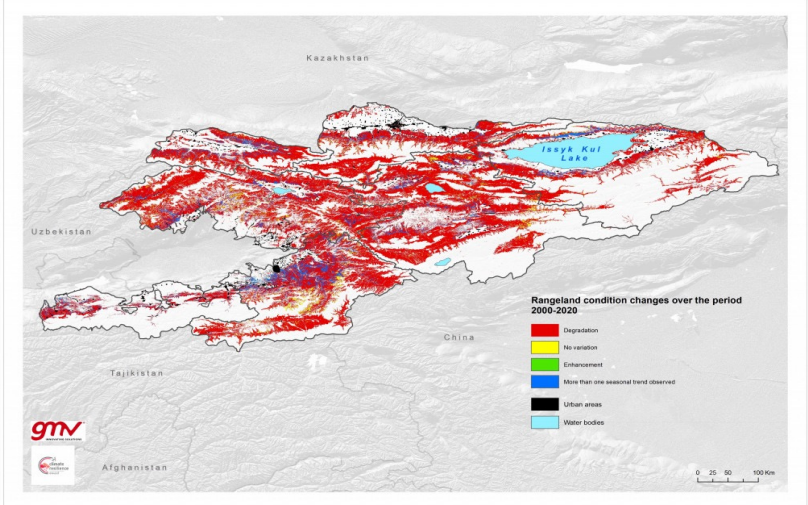 Kazakhstan
Issyk Kul
Lake
Uzbekistan
China
Tajikistan
Afghanistan
Rangeland condition changes over the period
2000-2020
Degradation
No variation
Enhancement
More than one seasonal trend observed
Urban areas
Water bodies
gmv
0 25 50 100 Km